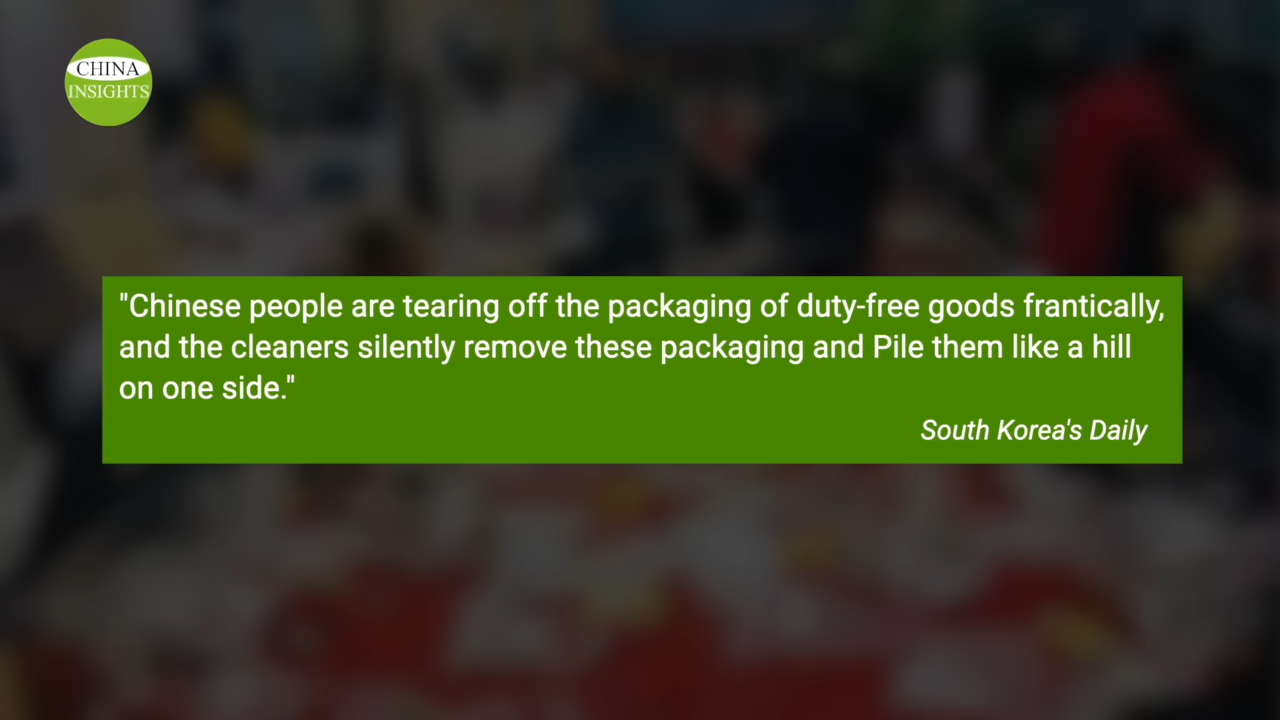 CHINA
INSIGHTS
"Chinese people are tearing off the packaging of duty-free goods frantically,
and the cleaners silently remove these packaging and Pile them like a hill
on one side."
South Korea's Daily